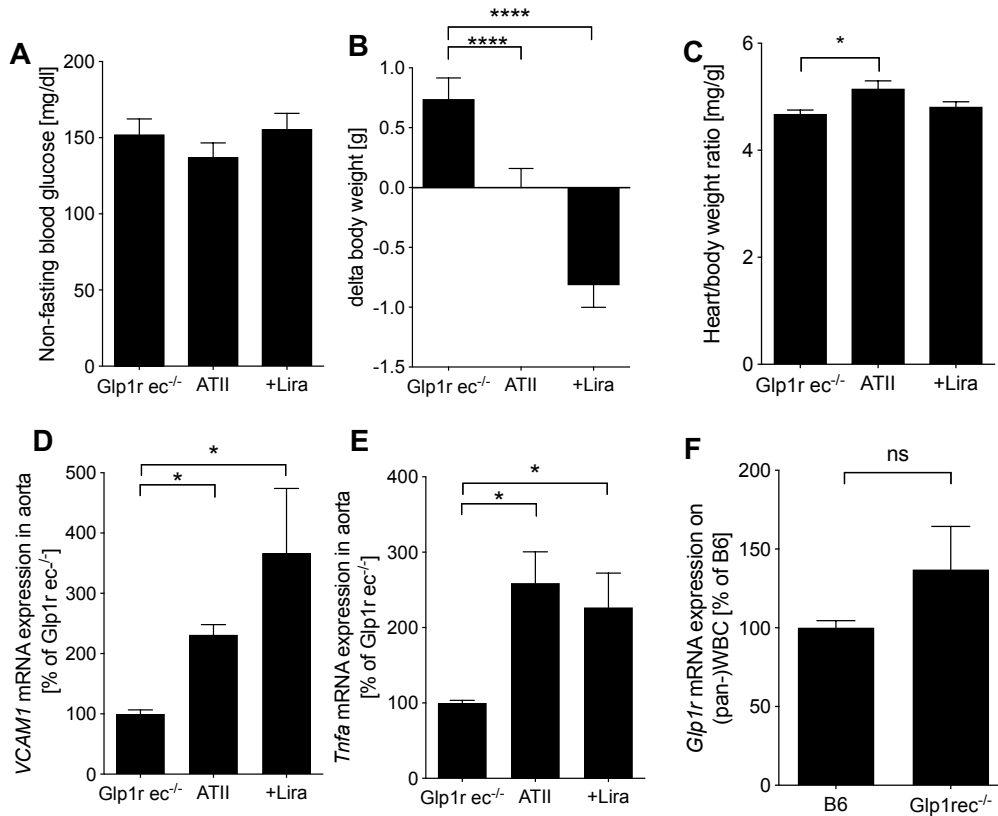 A
Non-fasting blood glucose [mg/dl]
200
150
100
50
0
Glp1r ec-/- ATII +Lira
B
****
****
delta body weight [g]
1.0
0.5
0.0
-0.5
-1.0
-1.5
Glp1r ec-/- ATII +Lira
C
*
Heart/body weight ratio [mg/g]
6
4
2
0
Glp1r ec-/- ATII +Lira
D
*
*
VCAM1 mRNA expression in aorta
[% of Glp1r ec-/-]
500
400
300
200
100
0
Glp1r ec-/- ATII +Lira
E
*
*
Tnfa mRNA expression in aorta
[% of Glp1r ec-/-]
400
300
200
100
0
Glp1r ec-/- ATII +Lira
F
ns
Glp1r mRNA expression on
(pan-)WBC [% of B6]
200
150
100
50
0
B6 Glp1rec-/-